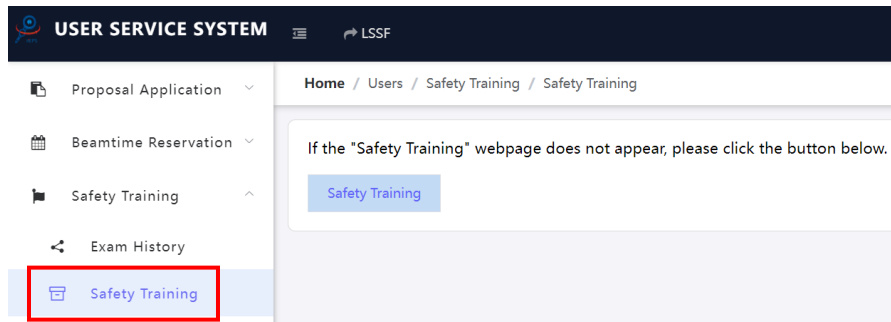 USER SERVICE SYSTEM
LSSF
Proposal Application
Home / Users / Safety Training / Safety Training
Beamtime Reservation
If the "Safety Training" webpage does not appear, please click the button below.
Safety Training
Safety Training
Exam History
Safety Training